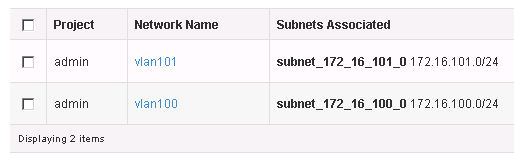 Project Network Name Subnets Associated
admin vlan101 subnet_172_16_101_0 172.16.101.0/24
admin vlan100 subnet_172_16_100_0 172.16.100.0/24
Displaying 2 items